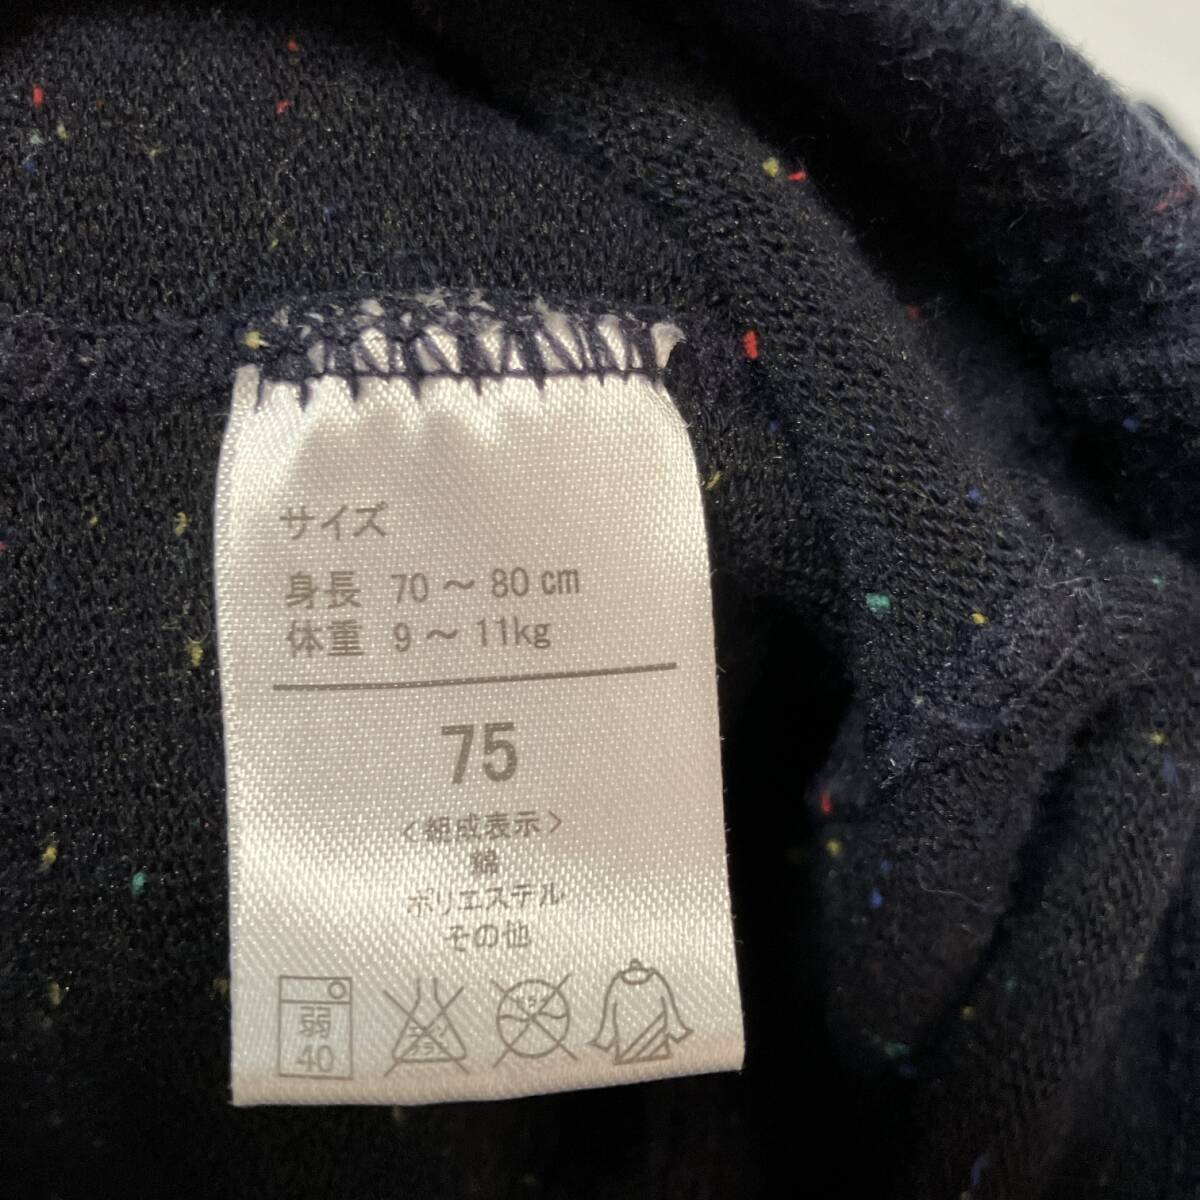 サイズ
身長 70 ～ 80 cm
体重 9 ～ 11kg
75
〈組成表示〉
綿
ポリエステル
その他
弱
40